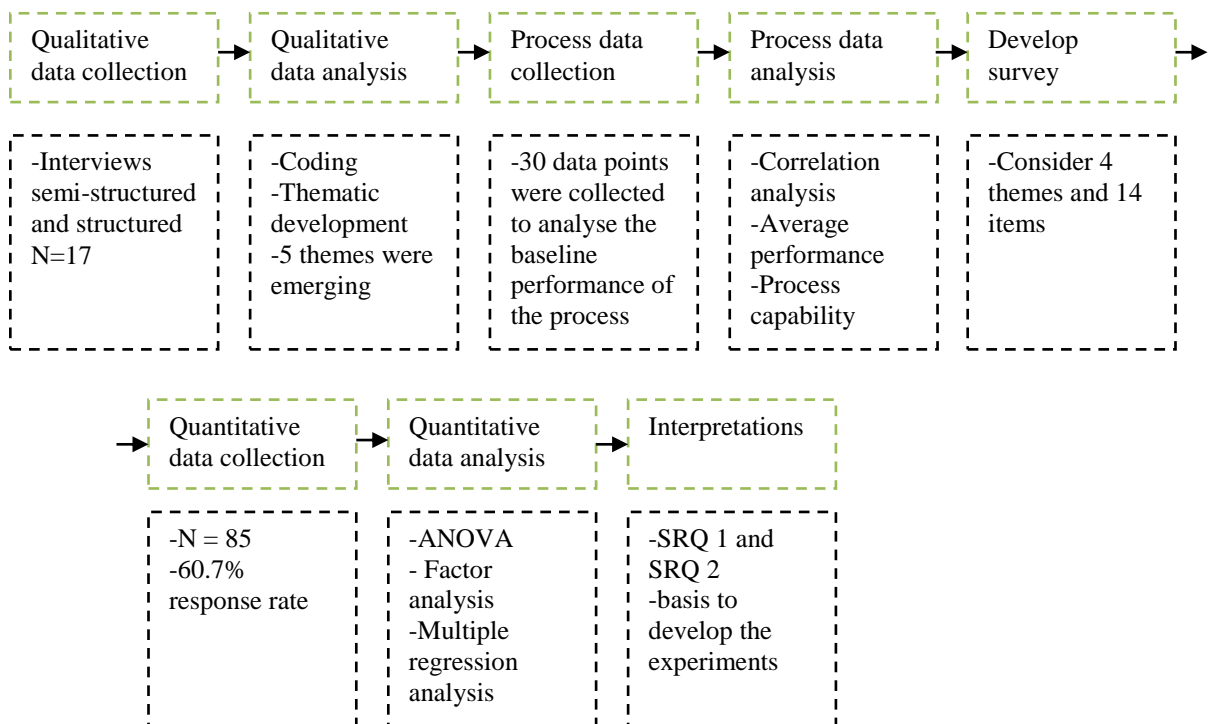 Qualitative
data collection
Qualitative
data analysis
Process data
collection
Process data
analysis
Develop
survey
-Interviews
semi-structured
and structured
N=17
-Coding
-Thematic
development
-5 themes were
emerging
-30 data points
were collected
to analyse the
baseline
performance of
the process
-Correlation
analysis
-Average
performance
-Process
capability
-Consider 4
themes and 14
items
Quantitative
data collection
Quantitative
data analysis
Interpretations
-N = 85
-60.7%
response rate
-ANOVA
- Factor
analysis
-Multiple
regression
analysis
-SRQ 1 and
SRQ 2
-basis to
develop the
experiments